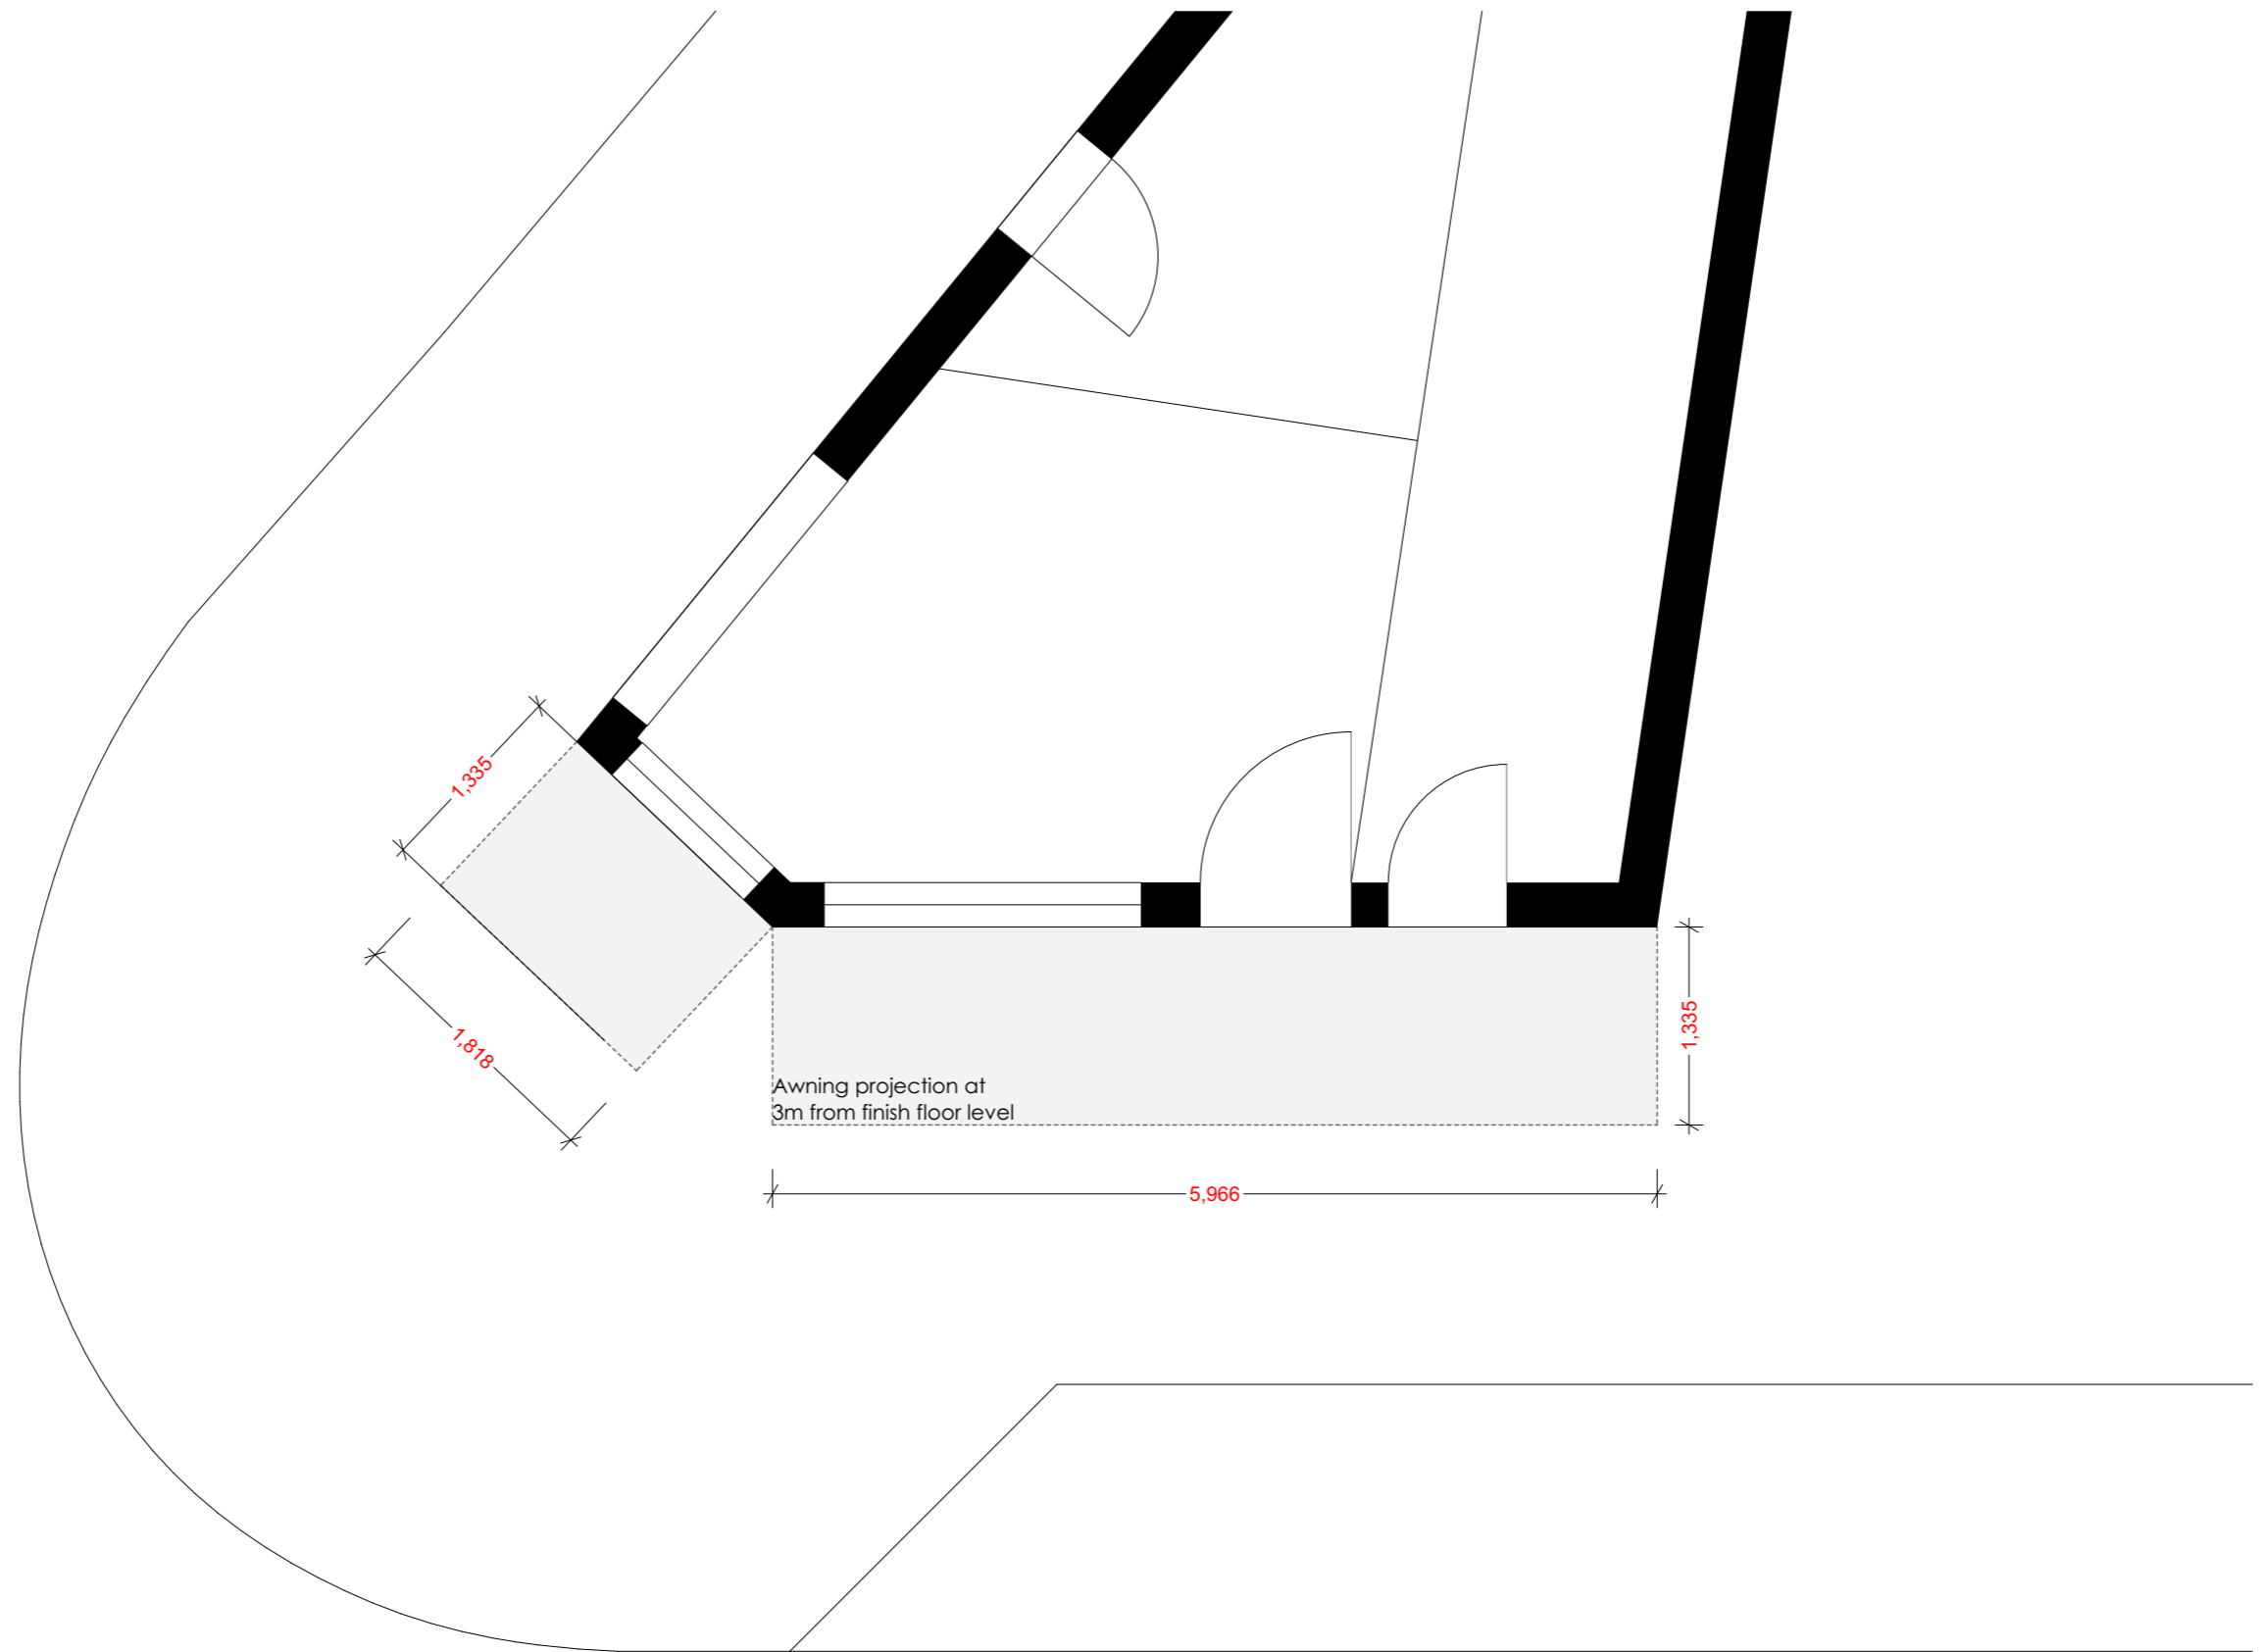 1,335
1,818
1,335
Awning projection at
3m from finish floor level
5,966